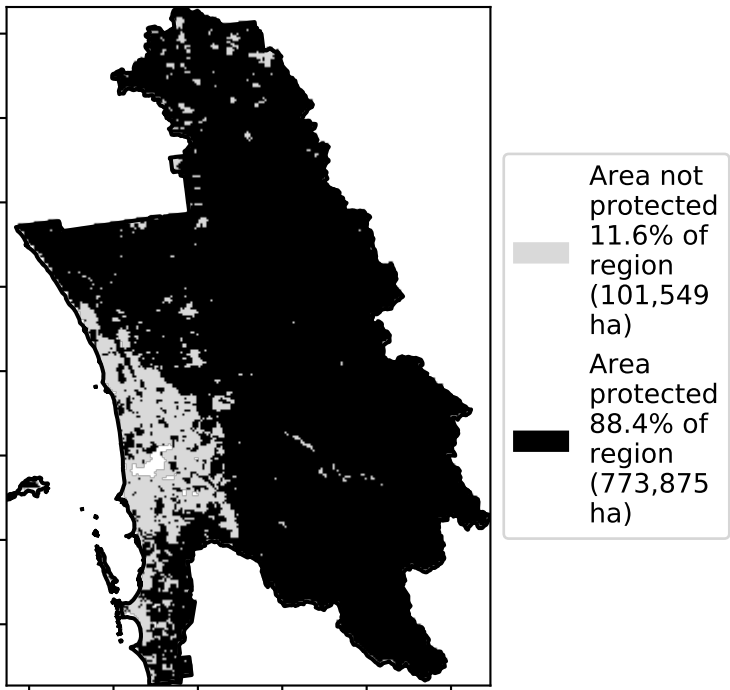 Area not
protected
11.6% of
region
(101,549
ha)
Area
protected
88.4% of
region
(773,875
ha)